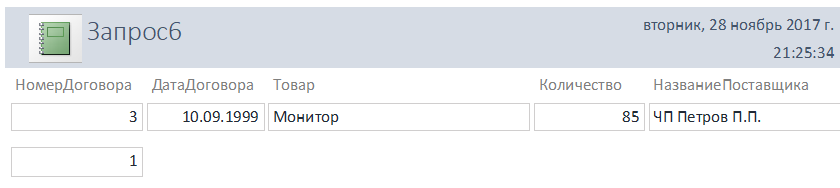 Запрос6
вторник, 28 ноябрь 2017 г.
21:25:34
НомерДоговора ДатаДоговора Товар Количество НазваниеПоставщика
3 10.09.1999 Монитор 85 ЧП Петров П.П.
1